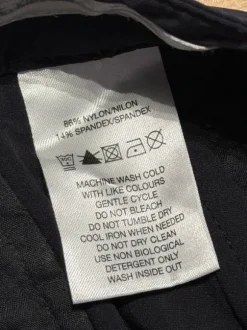 86% NYLON/NILON
14% SPANDEX/SPANDEX
MACHINE WASH COLD
WITH LIKE COLOURS
GENTLE CYCLE
DO NOT BLEACH
DO NOT TUMBLE DRY
COOL IRON WHEN NEEDED
DO NOT DRY CLEAN
USE NON BIOLOGICAL
DETERGENT ONLY
WASH INSIDE OUT